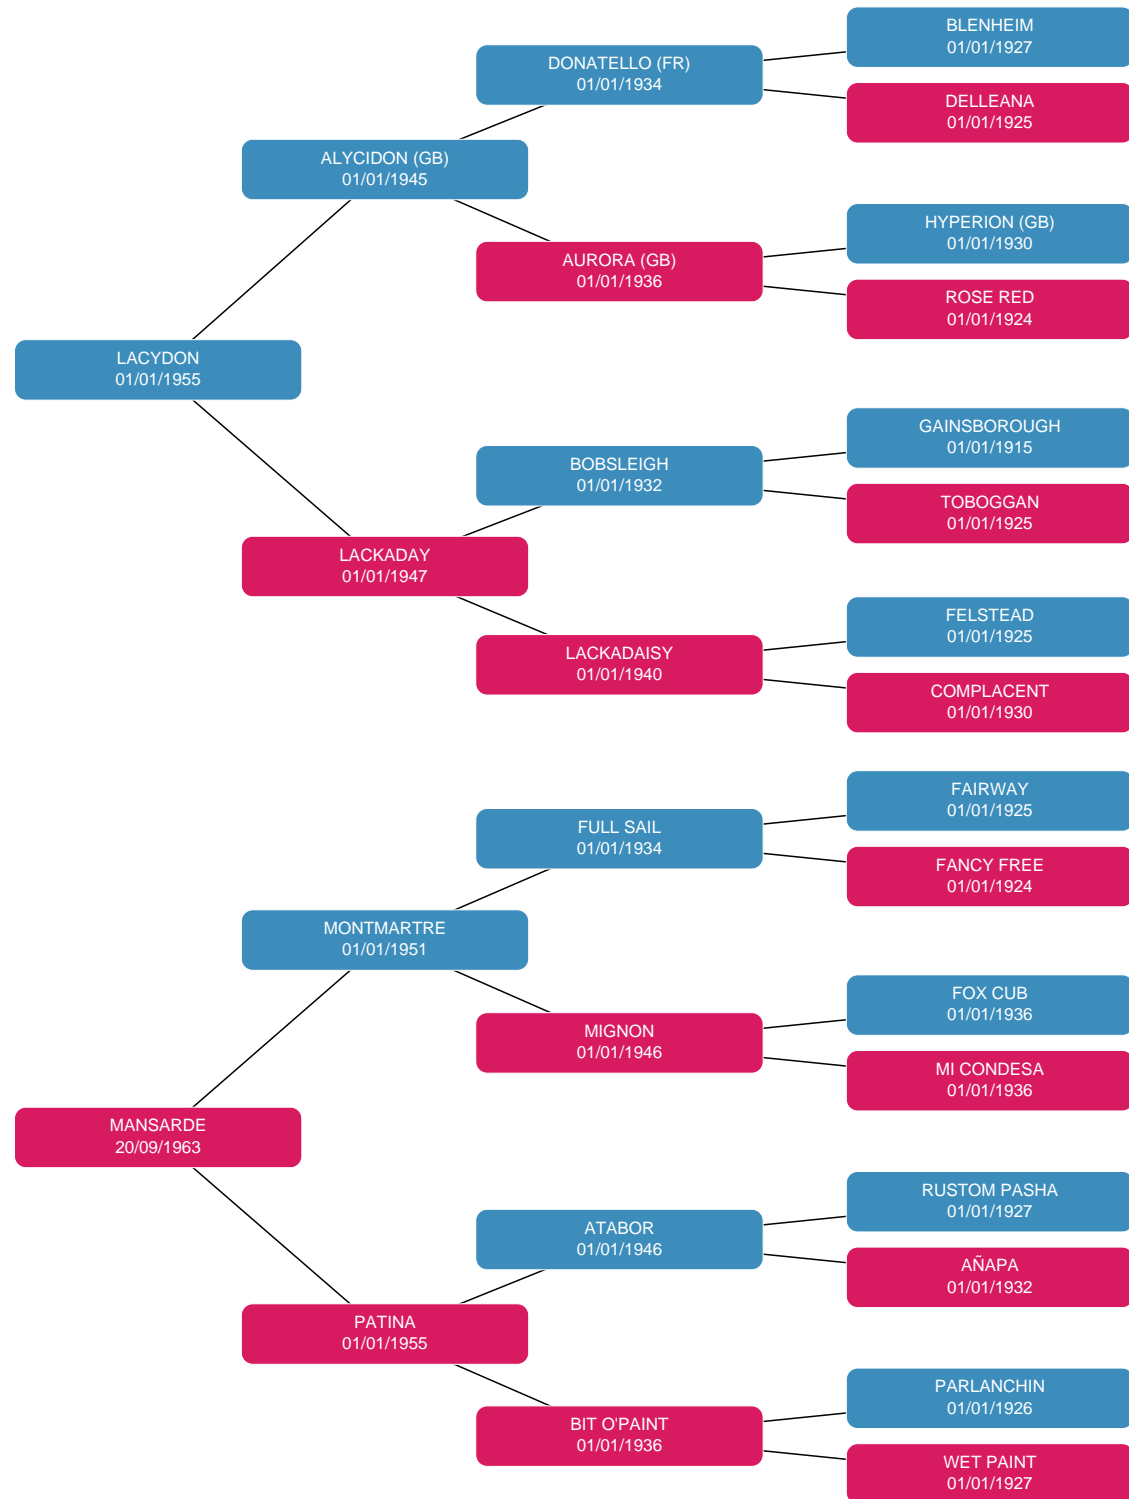 BLENHEIM
01/01/1927
DONATELLO (FR)
01/01/1934
DELLEANA
01/01/1925
ALYCIDON (GB)
01/01/1945
HYPERION (GB)
01/01/1930
AURORA (GB)
01/01/1936
ROSE RED
01/01/1924
LACYDON
01/01/1955
GAINSBOROUGH
01/01/1915
BOBSLEIGH
01/01/1932
TOBOGGAN
01/01/1925
LACKADAY
01/01/1947
FELSTEAD
01/01/1925
LACKADAISY
01/01/1940
COMPLACENT
01/01/1930
FAIRWAY
01/01/1925
FULL SAIL
01/01/1934
FANCY FREE
01/01/1924
MONTMARTRE
01/01/1951
FOX CUB
01/01/1936
MIGNON
01/01/1946
MI CONDESA
01/01/1936
MANSARDE
20/09/1963
RUSTOM PASHA
01/01/1927
ATABOR
01/01/1946
AÑAPA
01/01/1932
PATINA
01/01/1955
PARLANCHIN
01/01/1926
BIT O'PAINT
01/01/1936
WET PAINT
01/01/1927